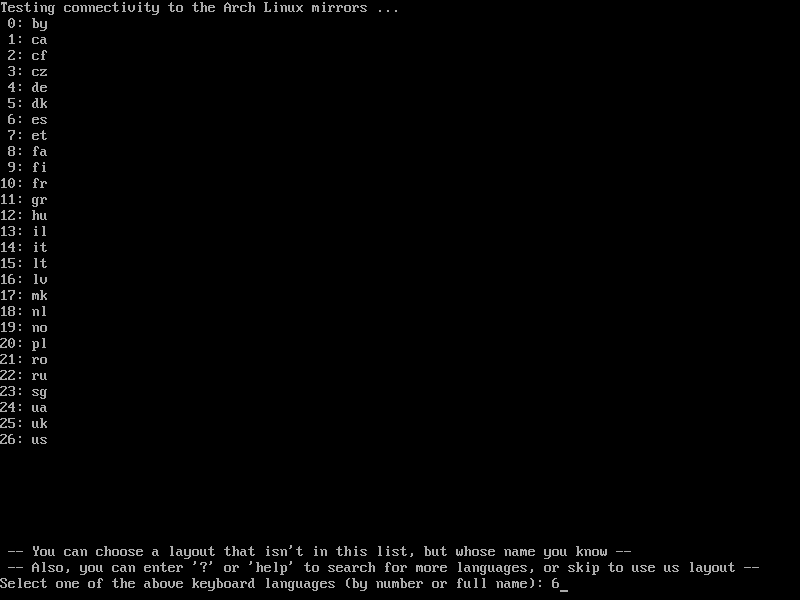 Testing connectivity to the Arch Linux mirrors ...
 0: by
 1: ca
 2: cf
 3: cz
 4: de
 5: dk
 6: es
 7: et
 8: fa
 9: fi
10: fr
11: gr
12: hu
13: il
14: it
15: lt
16: lv
17: mk
18: nl
19: no
20: pl
21: ro
22: ru
23: sg
24: ua
25: uk
26: us
 -- You can choose a layout that isn't in this list, but whose name you know --
 -- Also, you can enter '?' or 'help' to search for more languages, or skip to use us layout --
Select one of the above keyboard languages (by number or full name): 6_